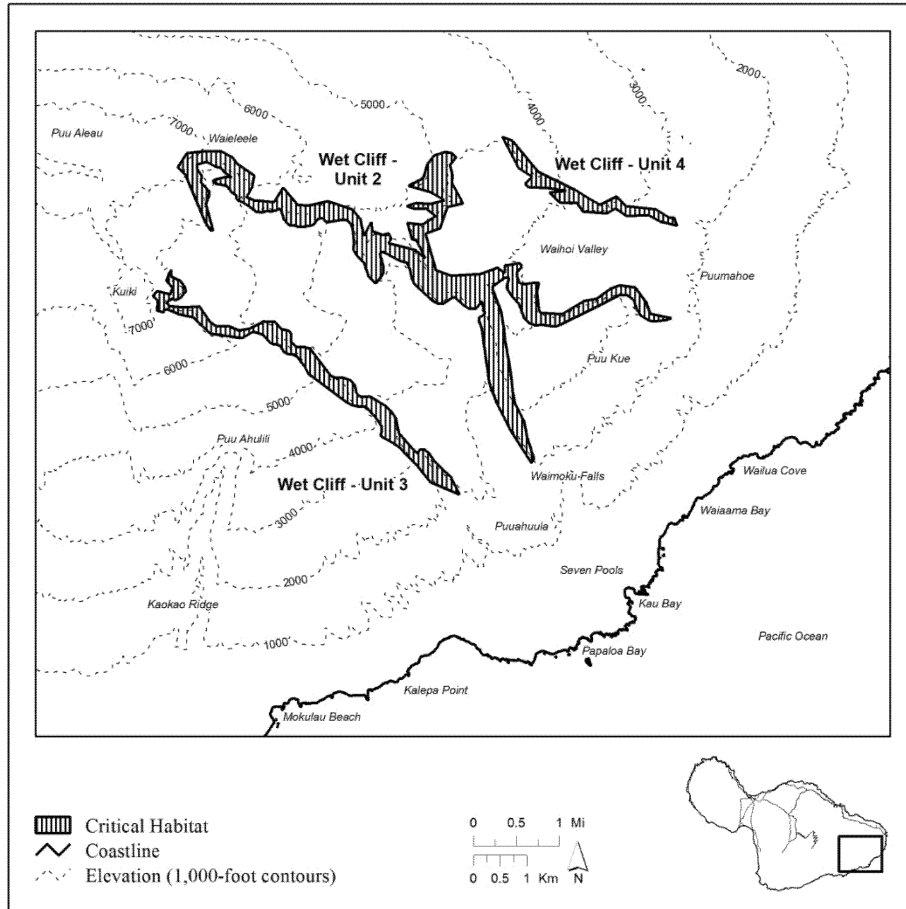 2000
3000
4000
5000
6000
7000
Puu Aleau
Waieleele
Wet Cliff -
Unit 2
Wet Cliff - Unit 4
Waihoi Valley
Puumahoe
Kuiki
7000
6000
Puu Kue
5000
Puu Ahulili
4000
Wet Cliff - Unit 3
Waimoku Falls
Wailua Cove
Waiaama Bay
3000
Puuahuula
Seven Pools
2000
Kaokao Ridge
Kau Bay
1000
Papaloa Bay
Pacific Ocean
Kalepa Point
Mokulau Beach
Critical Habitat
Coastline
Elevation (1,000-foot contours)
0 0.5 1 Mi
0 0.5 1 Km
N